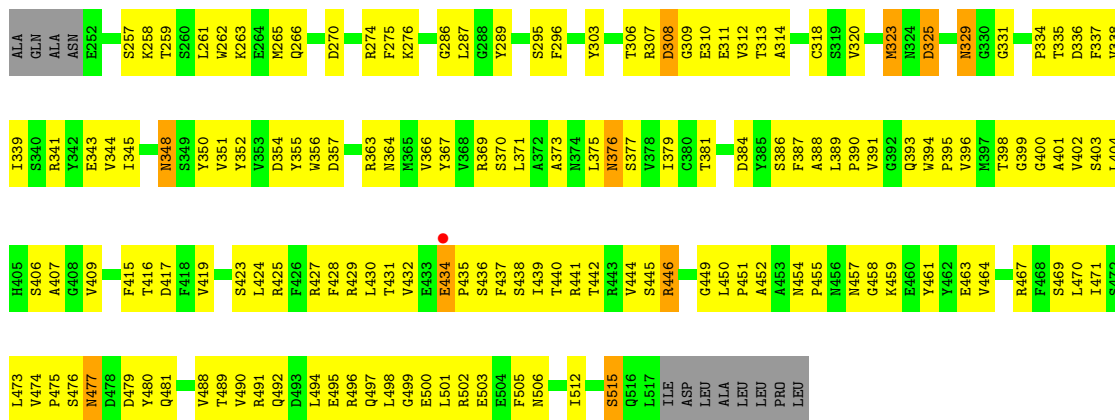 ALA GLN ALA ASN E252 S257 K258 T259 S260 L261 W262 K263 E264 M265 Q266 D270 R274 F275 K276 G286 L287 G288 Y289 S295 F296 Y303 T306 R307 D308 G309 E310 E311 V312 T313 A314 C318 S319 V320 M323 N324 D325 N329 G330 G331 P334 T335 D336 F337
I339 S340 R341 Y342 E343 V344 I345 N348 S349 Y350 V351 Y352 V353 D354 Y355 W356 D357 R363 N364 M365 V366 Y367 V368 R369 S370 L371 A372 A373 N374 L375 N376 S377 V378 I379 C380 T381 D384 Y385 S386 F387 A388 L389 P390 V391 G392 Q393 W394 P395 V396 M397 T398 G399 G400 A401 V402 S403
H405 S406 A407 G408 V409 F415 T416 D417 F418 V419 S423 L424 R425 F426 R427 F428 R429 L430 T431 V432 E433 E434 P435 S436 F437 S438 I439 T440 R441 T442 R443 V444 S445 R446 G449 L450 P451 A452 A453 N454 P455 N456 N457 G458 K459 E460 Y461 Y462 E463 V464 R467 F468 S469 L470 I471
L473 V474 P475 S476 N477 D478 D479 Y480 Q481 V488 T489 V490 R491 Q492 D493 L494 E495 R496 Q497 L498 G499 E500 L501 R502 E503 E504 F505 N506 I512 S515 Q516 L517 ILE ASP LEU ALA LEU LEU PRO LEU